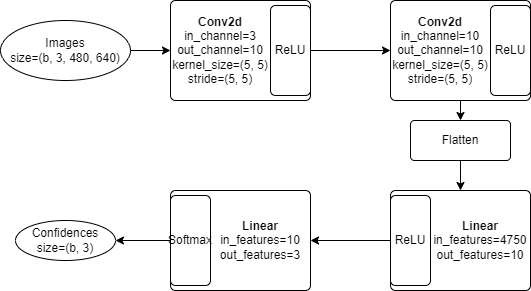 Images
size=(b, 3, 480, 640)
Conv2d
in_channel=3
out_channel=10
kernel_size=(5, 5)
stride=(5, 5)
ReLU
Conv2d
in_channel=10
out_channel=10
kernel_size=(5, 5)
stride=(5, 5)
ReLU
Flatten
Linear
in_features=4750
out_features=10
ReLU
Linear
in_features=10
out_features=3
Softmax
Confidences
size=(b, 3)